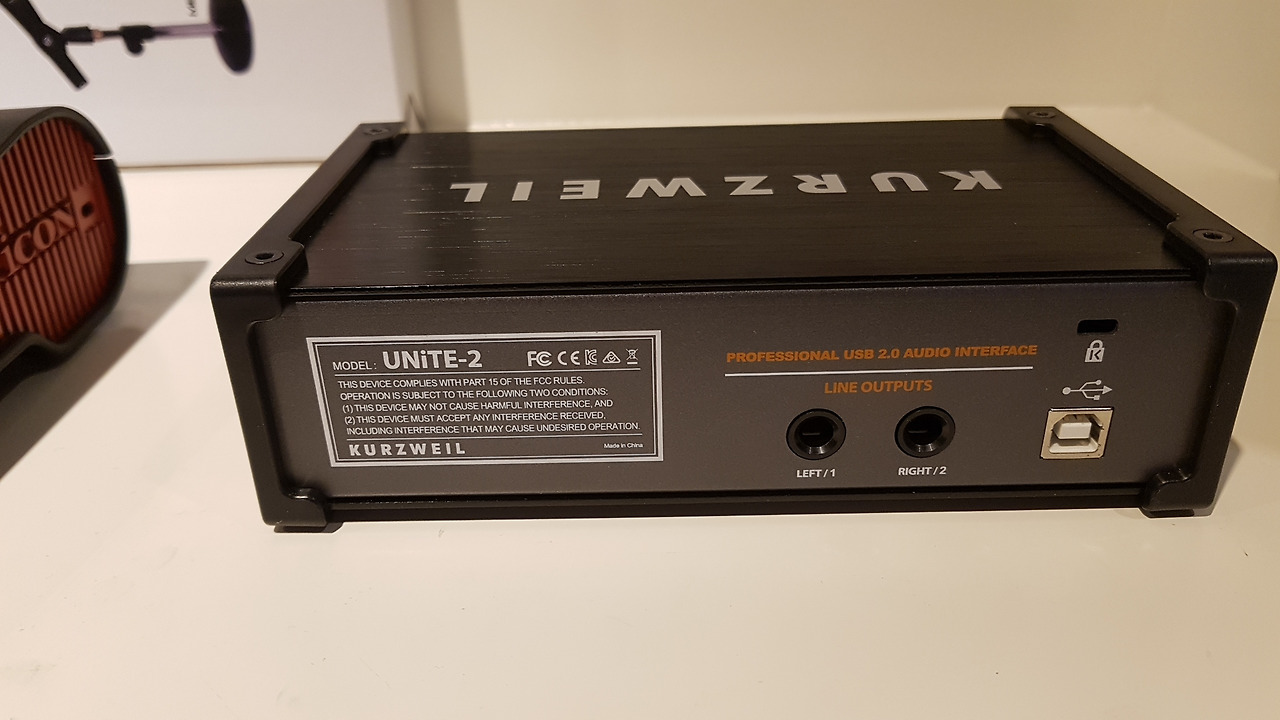 KURZWEIL
ICON
MODEL: UNiTE-2
FC CE
THIS DEVICE COMPLIES WITH PART 15 OF THE FCC RULES.
OPERATION IS SUBJECT TO THE FOLLOWING TWO CONDITIONS:
(1) THIS DEVICE MAY NOT CAUSE HARMFUL INTERFERENCE, AND
(2) THIS DEVICE MUST ACCEPT ANY INTERFERENCE RECEIVED,
INCLUDING INTERFERENCE THAT MAY CAUSE UNDESIRED OPERATION.
KURZWEIL Made in China
PROFESSIONAL USB 2.0 AUDIO INTERFACE
LINE OUTPUTS
LEFT / 1
RIGHT / 2
K